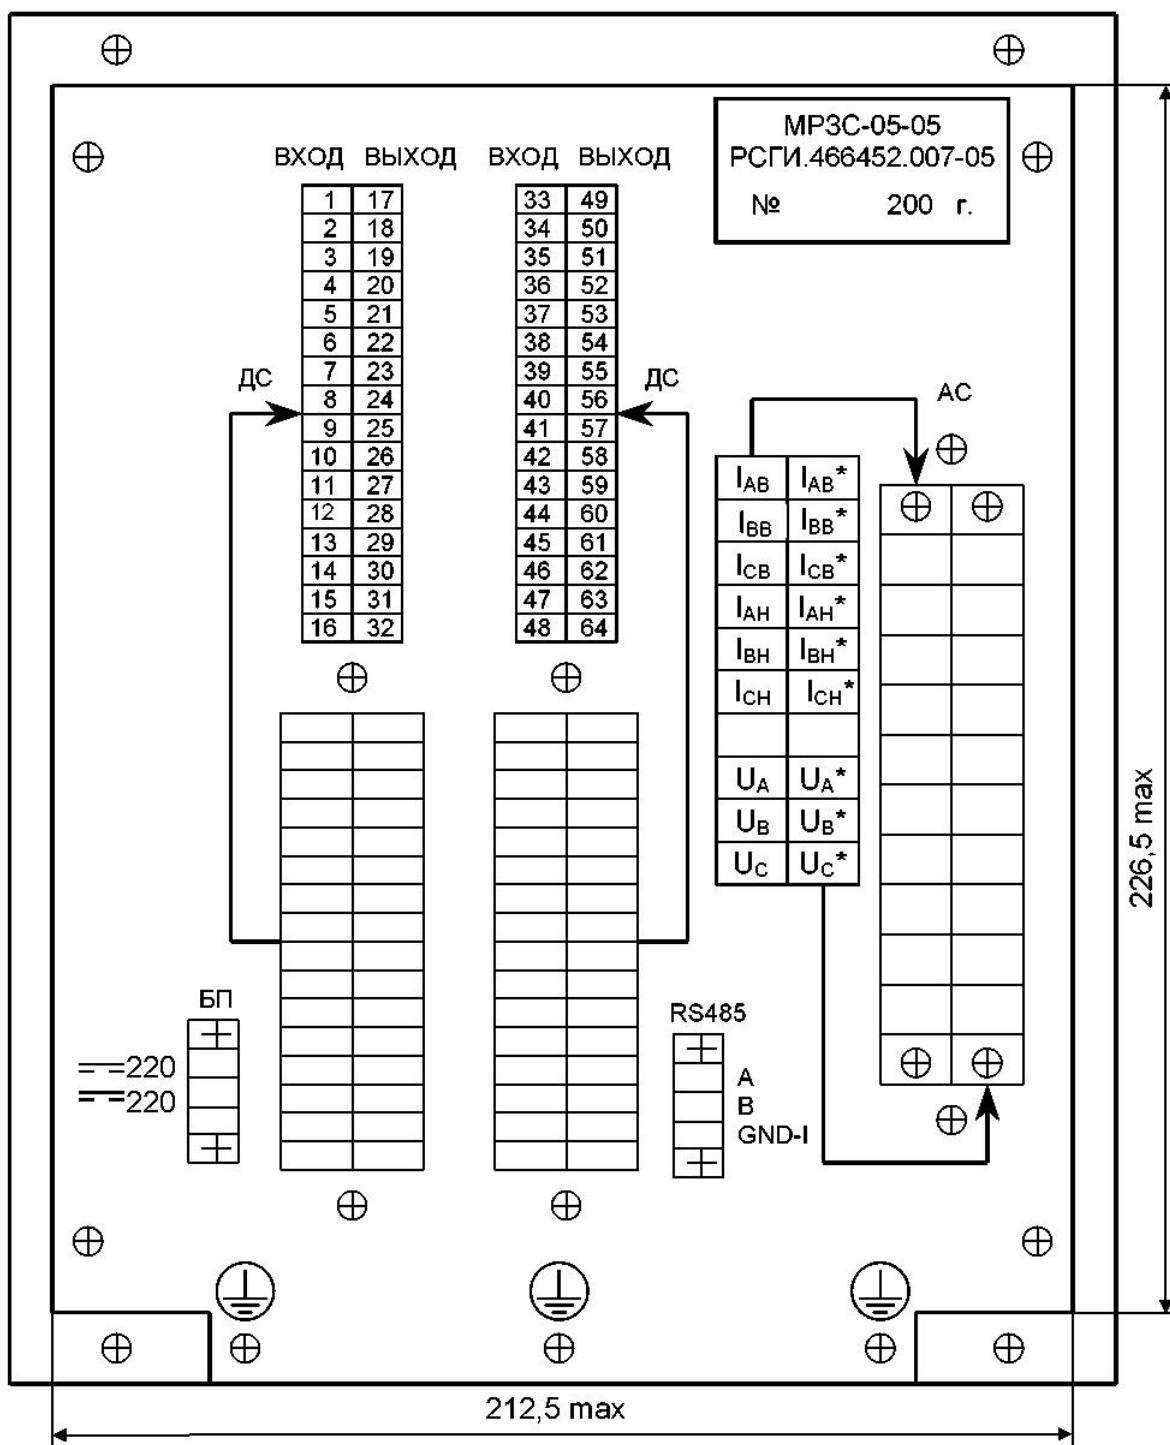 МРЗС-05-05
РСГИ.466452.007-05
№ 200 г.
ВХОД ВЫХОД ВХОД ВЫХОД
1 17 33 49
2 18 34 50
3 19 35 51
4 20 36 52
5 21 37 53
6 22 38 54
7 23 39 55
8 24 40 56
9 25 41 57
10 26 42 58
11 27 43 59
12 28 44 60
13 29 45 61
14 30 46 62
15 31 47 63
16 32 48 64
ДС ДС АС
I_AB I_AB*
I_BB I_BB*
I_CB I_CB*
I_AH I_AH*
I_BH I_BH*
I_CH I_CH*
U_A U_A*
U_B U_B*
U_C U_C*
БП
220
220
RS485
A
B
GND-I
226,5 max
212,5 max